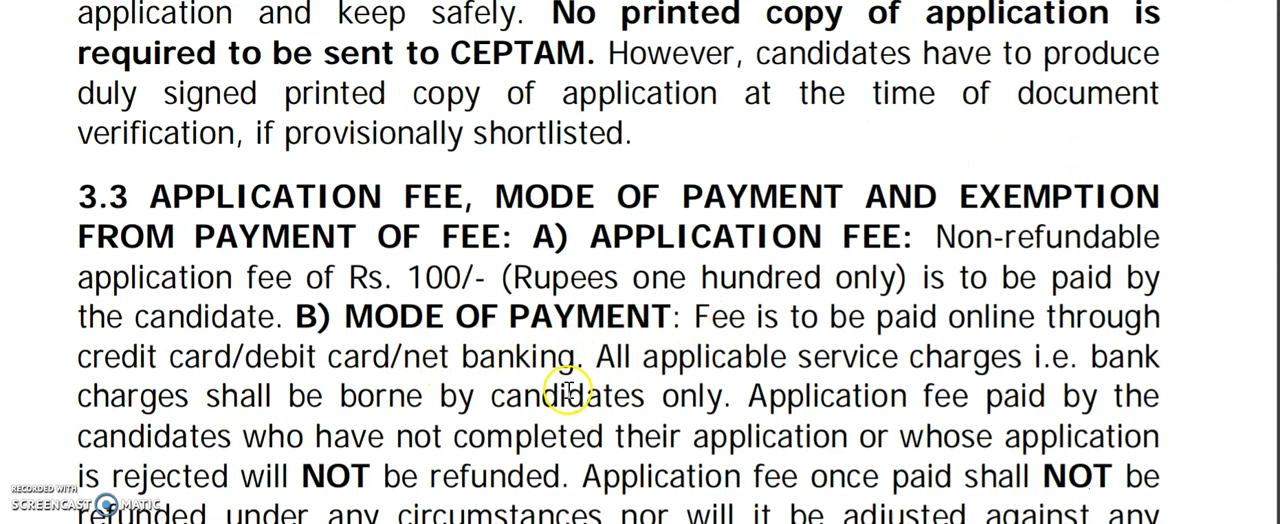 application and keep safely. No printed copy of application is
required to be sent to CEPTAM. However, candidates have to produce
duly signed printed copy of application at the time of document
verification, if provisionally shortlisted.
3.3 APPLICATION FEE, MODE OF PAYMENT AND EXEMPTION
FROM PAYMENT OF FEE: A) APPLICATION FEE: Non-refundable
application fee of Rs. 100/- (Rupees one hundred only) is to be paid by
the candidate. B) MODE OF PAYMENT: Fee is to be paid online through
credit card/debit card/net banking. All applicable service charges i.e. bank
charges shall be borne by candidates only. Application fee paid by the
candidates who have not completed their application or whose application
is rejected will NOT be refunded. Application fee once paid shall NOT be
refunded under any circumstances nor will it be adjusted against any
RECORDED WITH
SCREENCAST MATIC